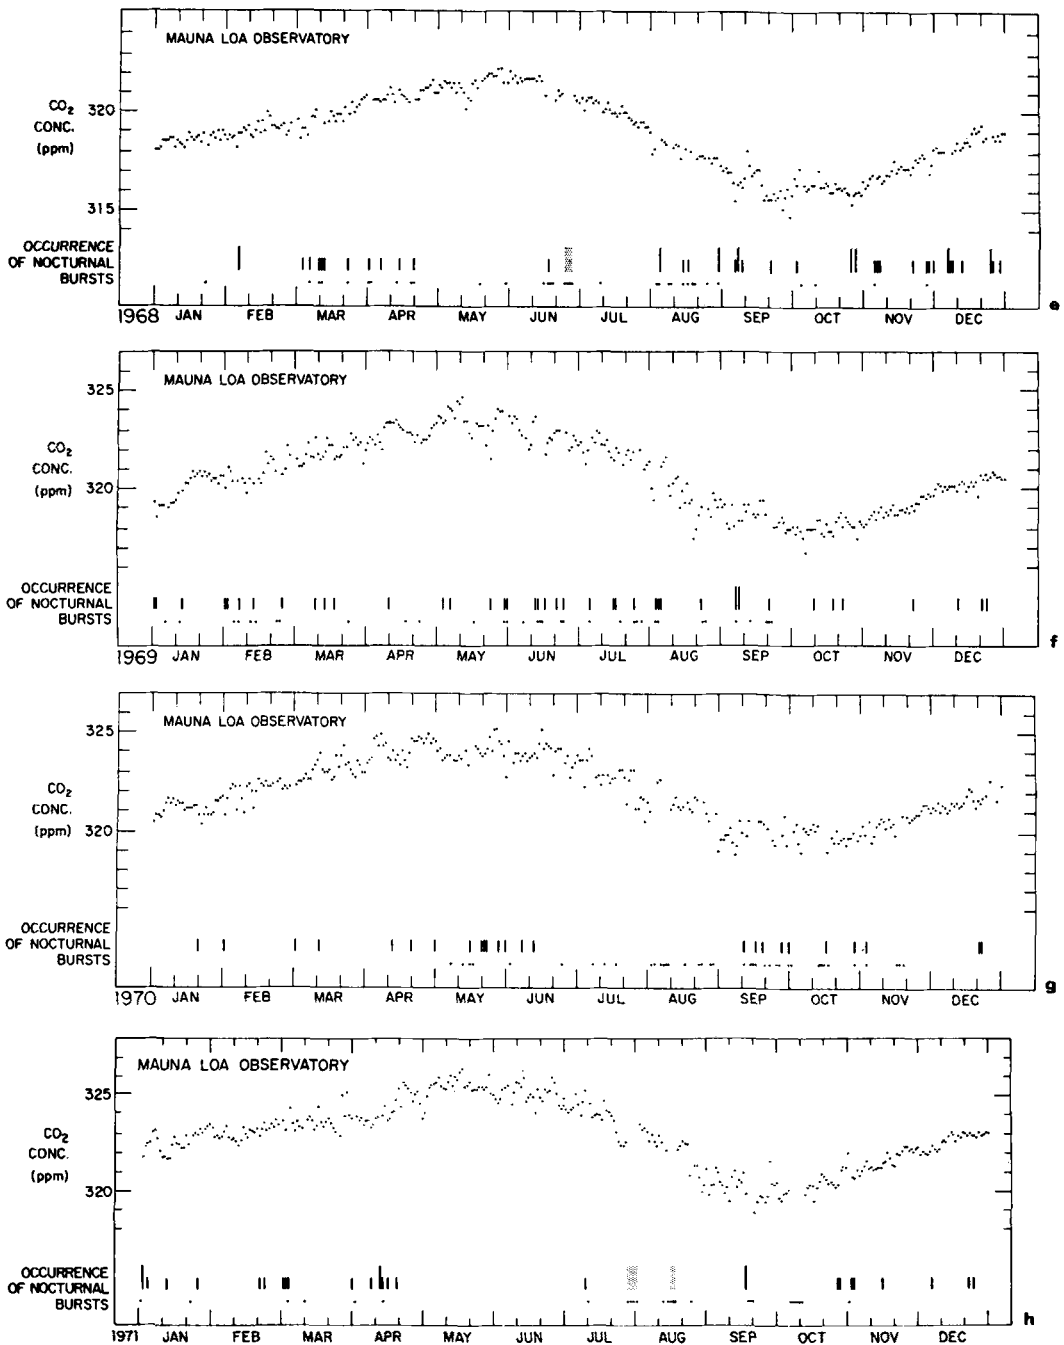 MAUNA LOA OBSERVATORY
CO2
CONC.
(ppm)
320
315
OCCURRENCE
OF NOCTURNAL
BURSTS
1968 JAN FEB MAR APR MAY JUN JUL AUG SEP OCT NOV DEC
e
MAUNA LOA OBSERVATORY
325
CO2
CONC.
(ppm)
320
OCCURRENCE
OF NOCTURNAL
BURSTS
1969 JAN FEB MAR APR MAY JUN JUL AUG SEP OCT NOV DEC
f
MAUNA LOA OBSERVATORY
325
CO2
CONC.
(ppm)
320
OCCURRENCE
OF NOCTURNAL
BURSTS
1970 JAN FEB MAR APR MAY JUN JUL AUG SEP OCT NOV DEC
g
MAUNA LOA OBSERVATORY
325
CO2
CONC.
(ppm)
320
OCCURRENCE
OF NOCTURNAL
BURSTS
1971 JAN FEB MAR APR MAY JUN JUL AUG SEP OCT NOV DEC
h